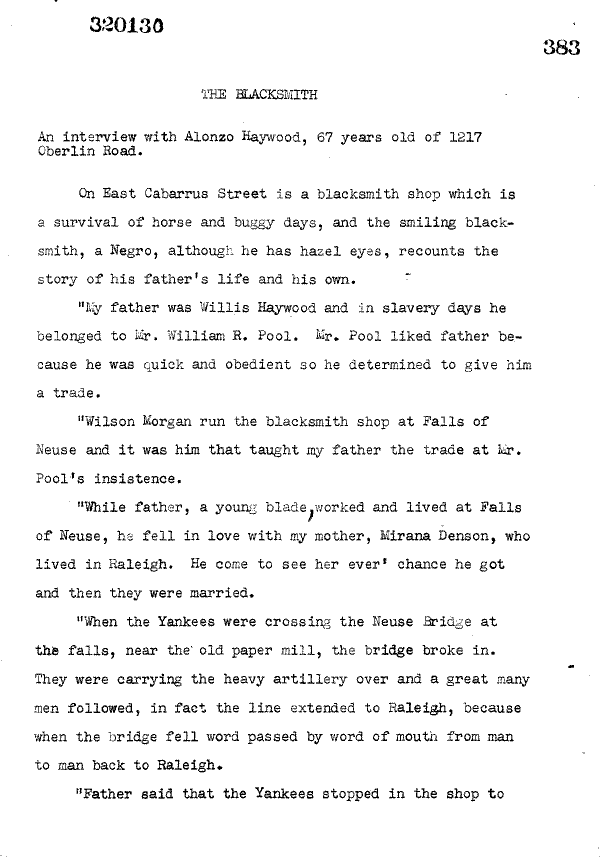 320130
383
THE BLACKSMITH
An interview with Alonzo Haywood, 67 years old of 1217
Oberlin Road.
On East Cabarrus Street is a blacksmith shop which is
a survival of horse and buggy days, and the smiling black-
smith, a Negro, although he has hazel eyes, recounts the
story of his father's life and his own.
"My father was Willis Haywood and in slavery days he
belonged to Mr. William R. Pool. Mr. Pool liked father be-
cause he was quick and obedient so he determined to give him
a trade.
"Wilson Morgan run the blacksmith shop at Falls of
Neuse and it was him that taught my father the trade at Mr.
Pool's insistence.
"While father, a young blade, worked and lived at Falls
of Neuse, he fell in love with my mother, Mirana Denson, who
lived in Raleigh. He come to see her ever' chance he got
and then they were married.
"When the Yankees were crossing the Neuse Bridge at
the falls, near the old paper mill, the bridge broke in.
They were carrying the heavy artillery over and a great many
men followed, in fact the line extended to Raleigh, because
when the bridge fell word passed by word of mouth from man
to man back to Raleigh.
"Father said that the Yankees stopped in the shop to